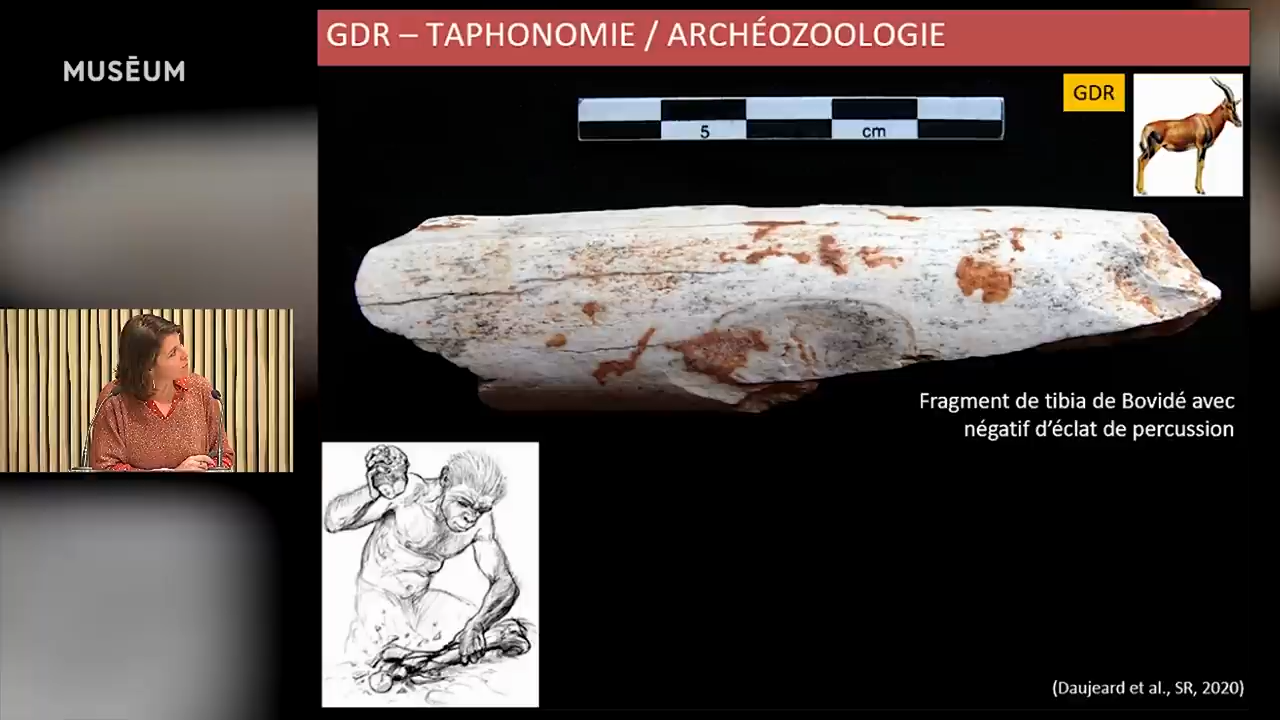 MUSĒUM
GDR – TAPHONOMIE / ARCHÉOZOOLOGIE
GDR
5 cm
Fragment de tibia de Bovidé avec
négatif d’éclat de percussion
(Daujeard et al., SR, 2020)